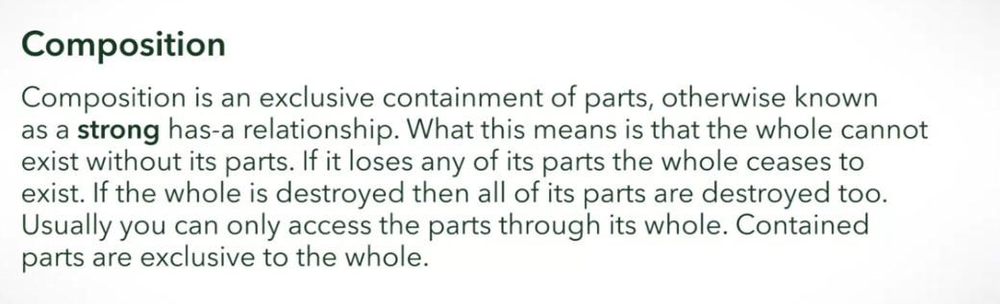 Composition
Composition is an exclusive containment of parts, otherwise known
as a strong has-a relationship. What this means is that the whole cannot
exist without its parts. If it loses any of its parts the whole ceases to
exist. If the whole is destroyed then all of its parts are destroyed too.
Usually you can only access the parts through its whole. Contained
parts are exclusive to the whole.